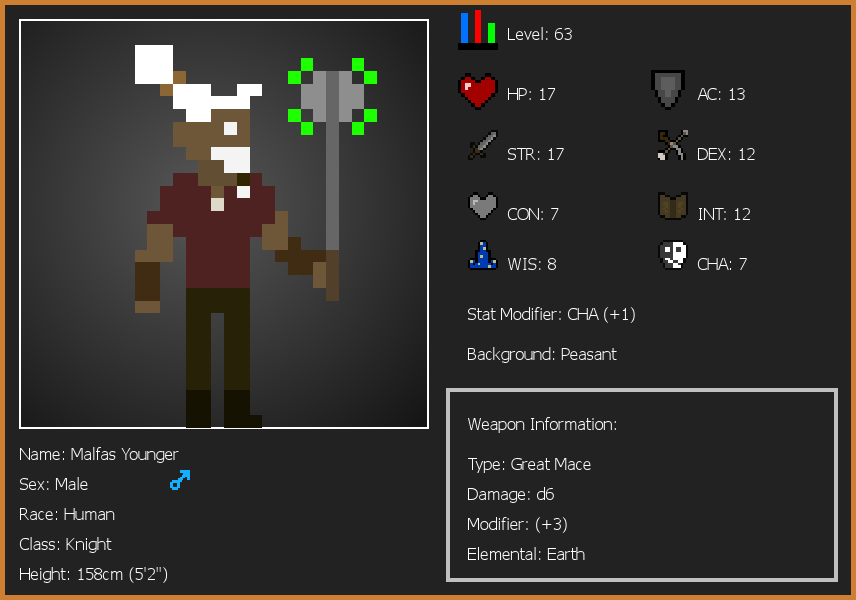 Level: 63
HP: 17
AC: 13
STR: 17
DEX: 12
CON: 7
INT: 12
WIS: 8
CHA: 7
Stat Modifier: CHA (+1)
Background: Peasant
Weapon Information:
Type: Great Mace
Damage: d6
Modifier: (+3)
Elemental: Earth
Name: Malfas Younger
Sex: Male
Race: Human
Class: Knight
Height: 158cm (5'2")